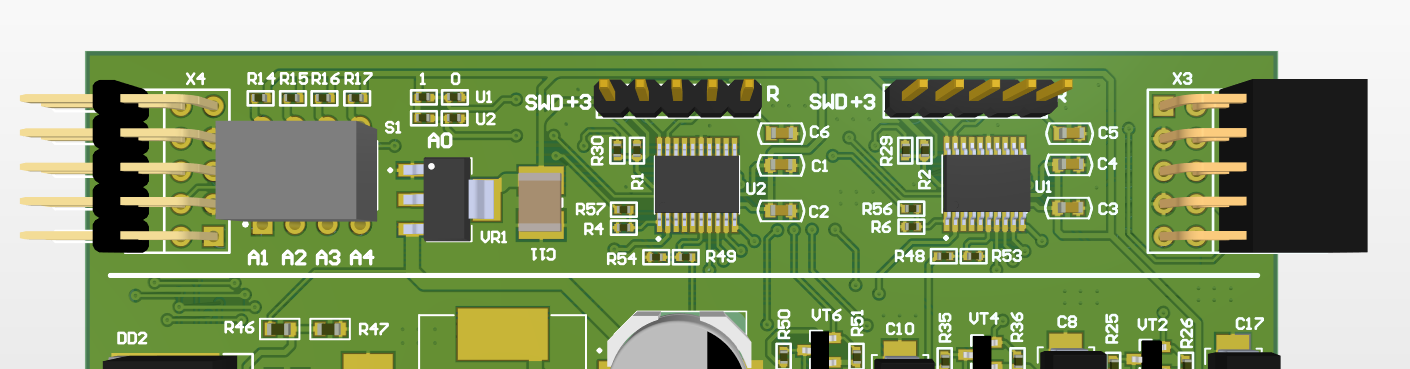 X4 R14 R15 R16 R17 1 0 X3
U1
SWD+3 R SWD+3
U2
S1 A0
C6 C5
R30 R1 C1 R29 R2 C4
U2 U1
R57 C2 R56 C3
R4 R6
VR1
A1 A2 A3 A4 C11 R54 R49 R48 R53
R46 R47 R50 VT6 R51 C10 R35 VT4 R36 C8 R25 VT2 R26 C17
DD2